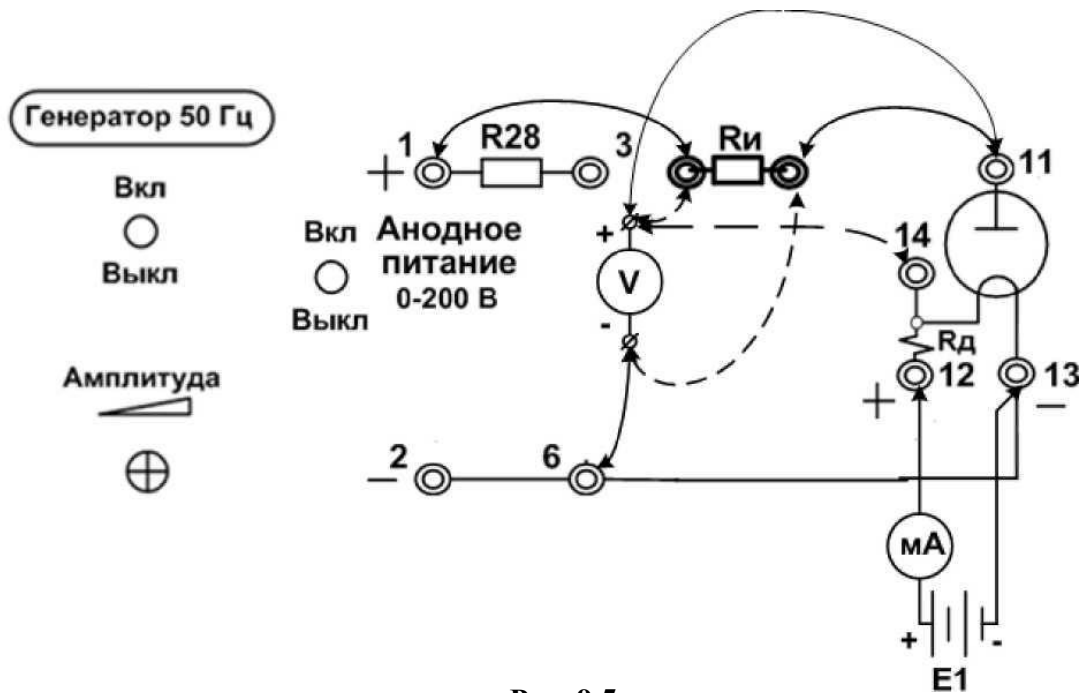 Генератор 50 Гц
Вкл
Выкл
Амплитуда
Вкл
Выкл
Анодное
питание
0-200 В
+
1
R28
3
Rи
11
+
V
-
14
Rд
12
+
13
-
- 2
6
мА
+
-
E1